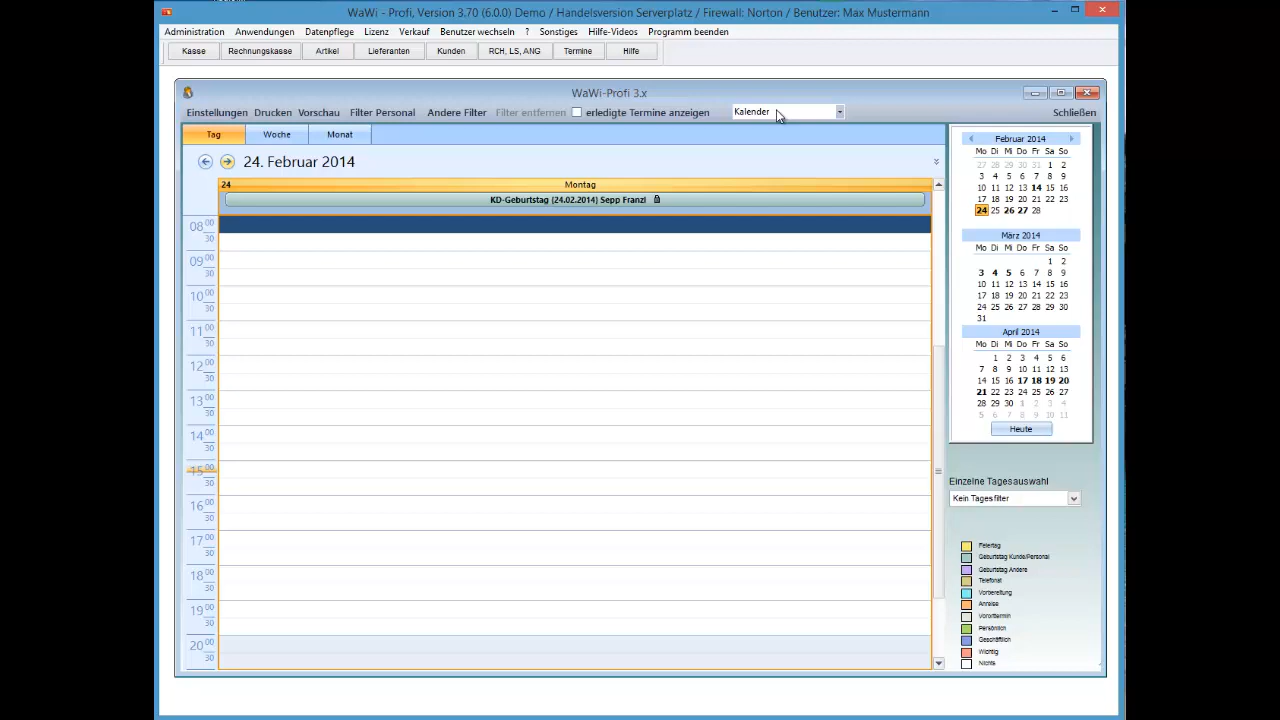 WaWi - Profi, Version 3.70 (6.0.0) Demo / Handelsversion Serverplatz / Firewall: Norton / Benutzer: Max Mustermann
Administration Anwendungen Datenpflege Lizenz Verkauf Benutzer wechseln ? Sonstiges Hilfe-Videos Programm beenden
Kasse Rechnungskasse Artikel Lieferanten Kunden RCH, LS, ANG Termine Hilfe
WaWi-Profi 3.x
Einstellungen Drucken Vorschau Filter Personal Andere Filter Filter entfernen erledigte Termine anzeigen Kalender Schließen
Tag Woche Monat
24. Februar 2014
24 Montag
KD-Geburtstag (24.02.2014) Sepp Franzl
08 00
30
09 00
30
10 00
30
11 00
30
12 00
30
13 00
30
14 00
30
15 00
30
16 00
30
17 00
30
18 00
30
19 00
30
20 00
30
Februar 2014
Mo Di Mi Do Fr Sa So
27 28 29 30 31 1 2
3 4 5 6 7 8 9
10 11 12 13 14 15 16
17 18 19 20 21 22 23
24 25 26 27 28
März 2014
Mo Di Mi Do Fr Sa So
1 2
3 4 5 6 7 8 9
10 11 12 13 14 15 16
17 18 19 20 21 22 23
24 25 26 27 28 29 30
31
April 2014
Mo Di Mi Do Fr Sa So
1 2 3 4 5 6
7 8 9 10 11 12 13
14 15 16 17 18 19 20
21 22 23 24 25 26 27
28 29 30 1 2 3 4
5 6 7 8 9 10 11
Heute
Einzelne Tagesauswahl
Kein Tagesfilter
Feiertag
Geburtstag Kunde/Personal
Geburtstag Andere
Telefonat
Vorbereitung
Anreise
Vororttermin
Persönlich
Geschäftlich
Wichtig
Nichts